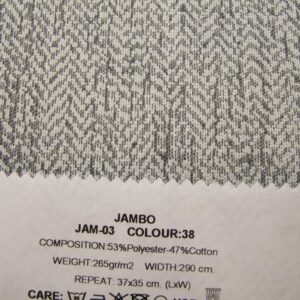 JAMBO
JAM-03 COLOUR:38
COMPOSITION:53%Polyester-47%Cotton
WEIGHT:265gr/m2 WIDTH:290 cm.
REPEAT: 37x35 cm. (LxW)
CARE: